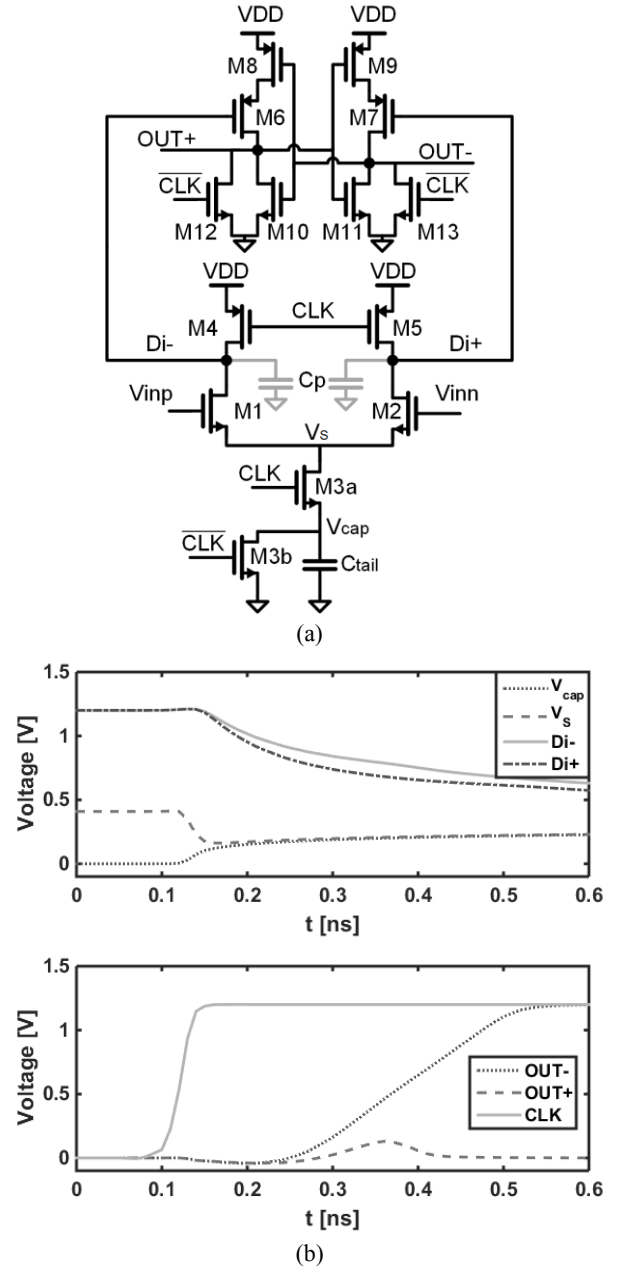 VDD VDD
M8 M9
M6 M7
OUT+ OUT-
CLK CLK
M12 M10 M11 M13
VDD VDD
M4 CLK M5
Di- Di+
Cp
Vinp Vinn
M1 M2
Vs
CLK M3a
Vcap
CLK M3b Ctail
(a)
1.5
1
0.5
0
Voltage [V]
Vcap
VS
Di-
Di+
0 0.1 0.2 0.3 0.4 0.5 0.6
t [ns]
1.5
1
0.5
0
Voltage [V]
OUT-
OUT+
CLK
0 0.1 0.2 0.3 0.4 0.5 0.6
t [ns]
(b)